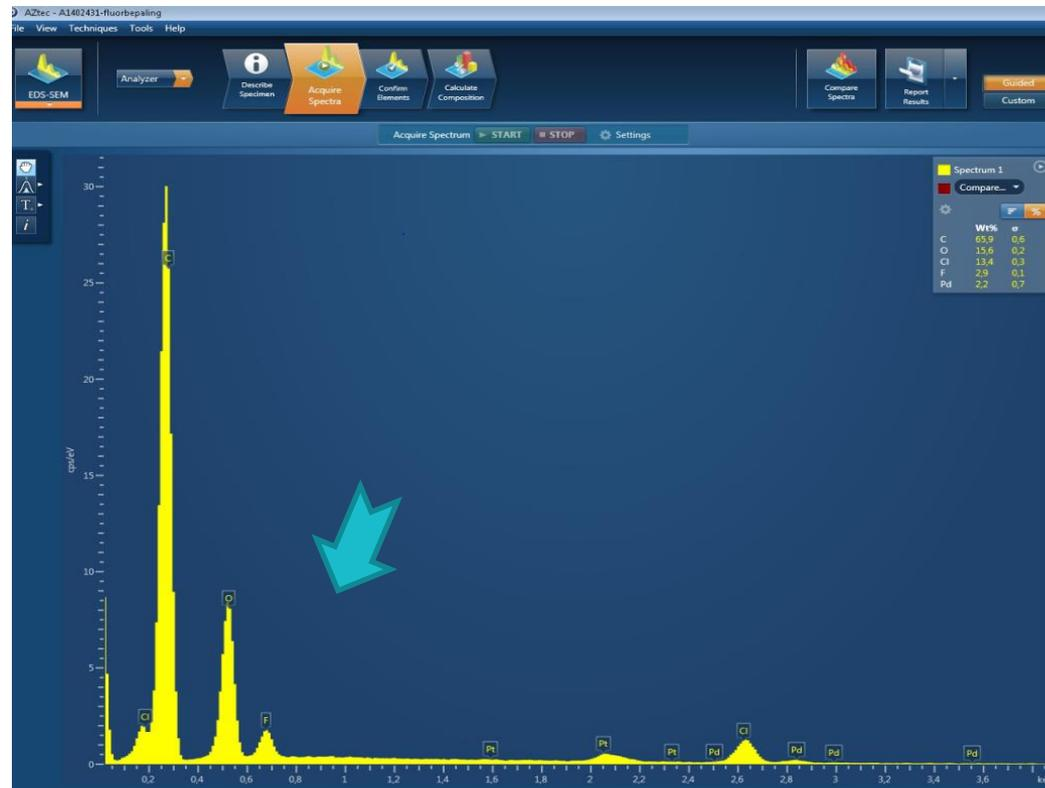 AZtec - A1402431-fluorbepaling
File View Techniques Tools Help
EDS-SEM
Analyzer
Describe Specimen
Acquire Spectra
Confirm Elements
Calculate Composition
Compare Spectra
Report Results
Guided
Custom
Acquire Spectrum START STOP Settings
T
i
Spectrum 1
Compare...
%
Wt% σ
C 65,9 0,6
O 15,6 0,2
Cl 13,4 0,3
F 2,9 0,1
Pd 2,2 0,7
cps/eV
30
25
20
15
10
5
0
Cl
C
O
F
Pt
Pt
Pt
Pd
Cl
Pd
Pd
Pd
0,2 0,4 0,6 0,8 1 1,2 1,4 1,6 1,8 2 2,2 2,4 2,6 2,8 3 3,2 3,4 3,6